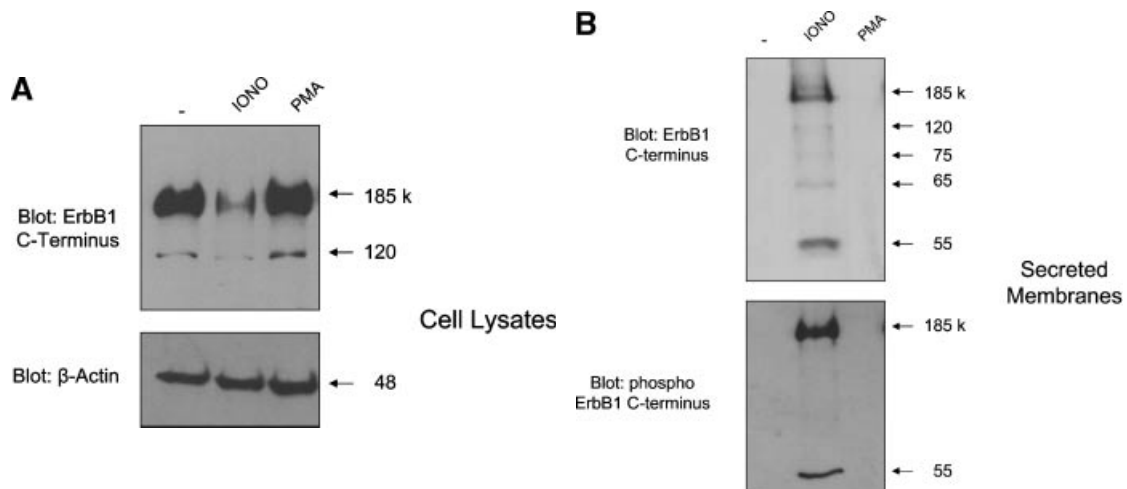 A
-
IONO
PMA
Blot: ErbB1
C-Terminus
185 k
120
Cell Lysates
Blot: β-Actin
48
B
-
IONO
PMA
Blot: ErbB1
C-terminus
185 k
120
75
65
55
Secreted
Membranes
Blot: phospho
ErbB1 C-terminus
185 k
55